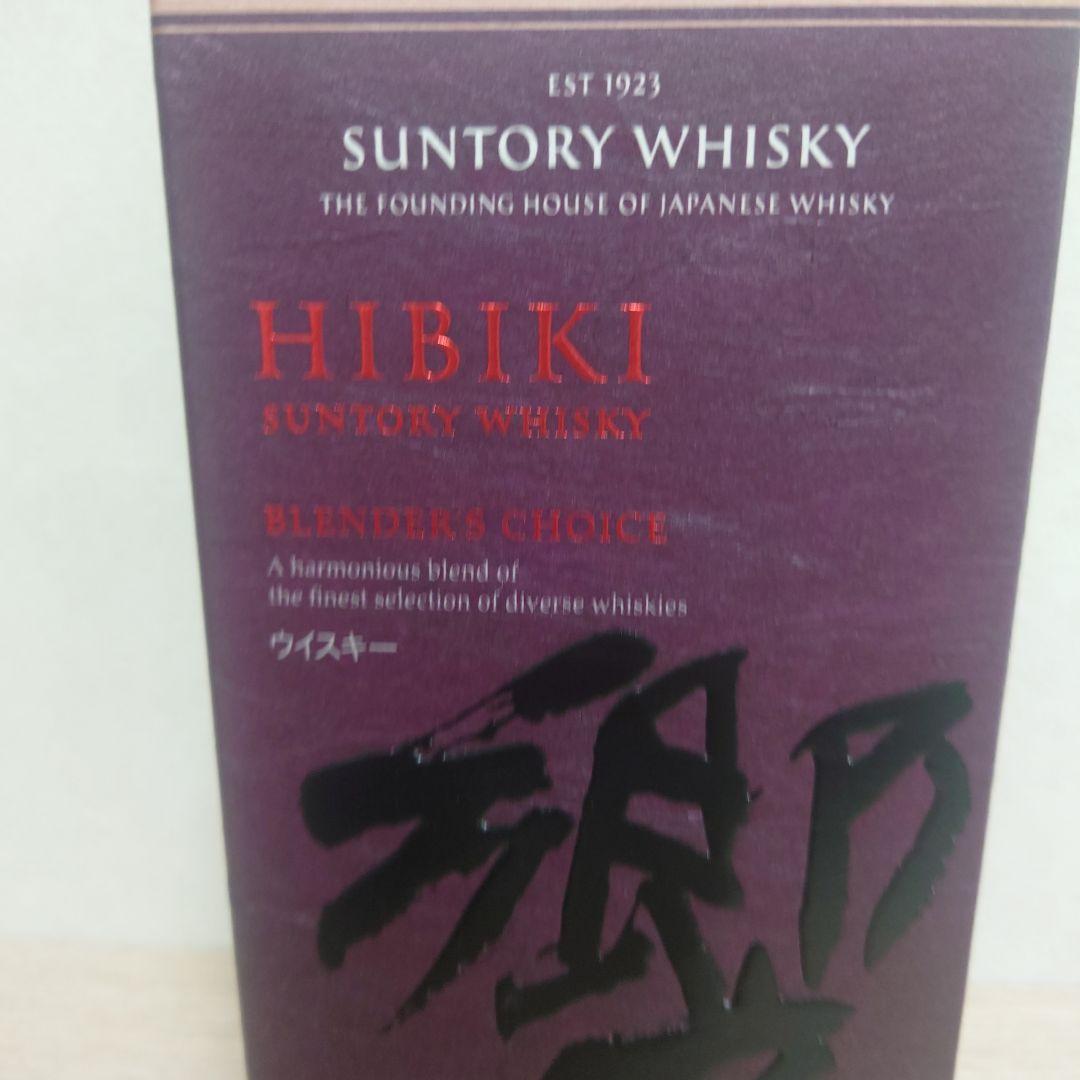 EST 1923
SUNTORY WHISKY
THE FOUNDING HOUSE OF JAPANESE WHISKY
HIBIKI
SUNTORY WHISKY
BLENDER'S CHOICE
A harmonious blend of
the finest selection of diverse whiskies
ウイスキー
響